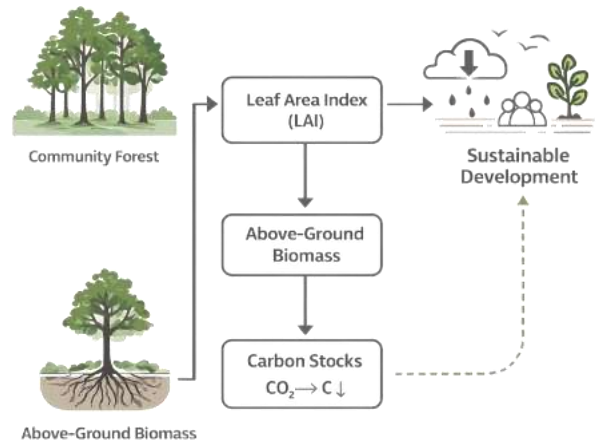 Community Forest
Leaf Area Index
(LAI)
Sustainable
Development
Above-Ground
Biomass
Carbon Stocks
CO₂→C↓
Above-Ground Biomass